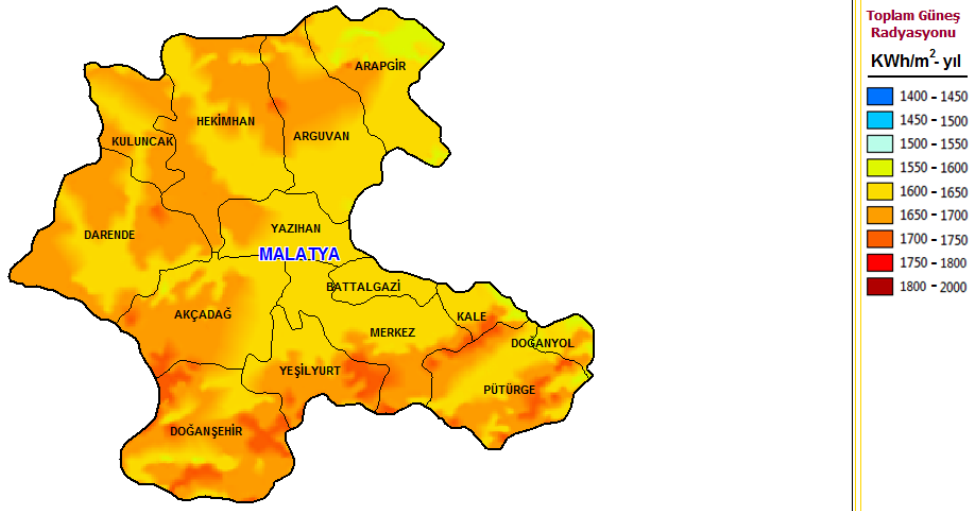 ARAPGİR
HEKİMHAN
ARGUVAN
KULUNCAK
DARENDE
YAZIHAN
MALATYA
BATTALGAZİ
AKÇADAĞ
KALE
MERKEZ
DOĞANYOL
YEŞİLYURT
PÜTÜRGE
DOĞANŞEHİR
Toplam Güneş
Radyasyonu
KWh/m²- yıl
1400 - 1450
1450 - 1500
1500 - 1550
1550 - 1600
1600 - 1650
1650 - 1700
1700 - 1750
1750 - 1800
1800 - 2000